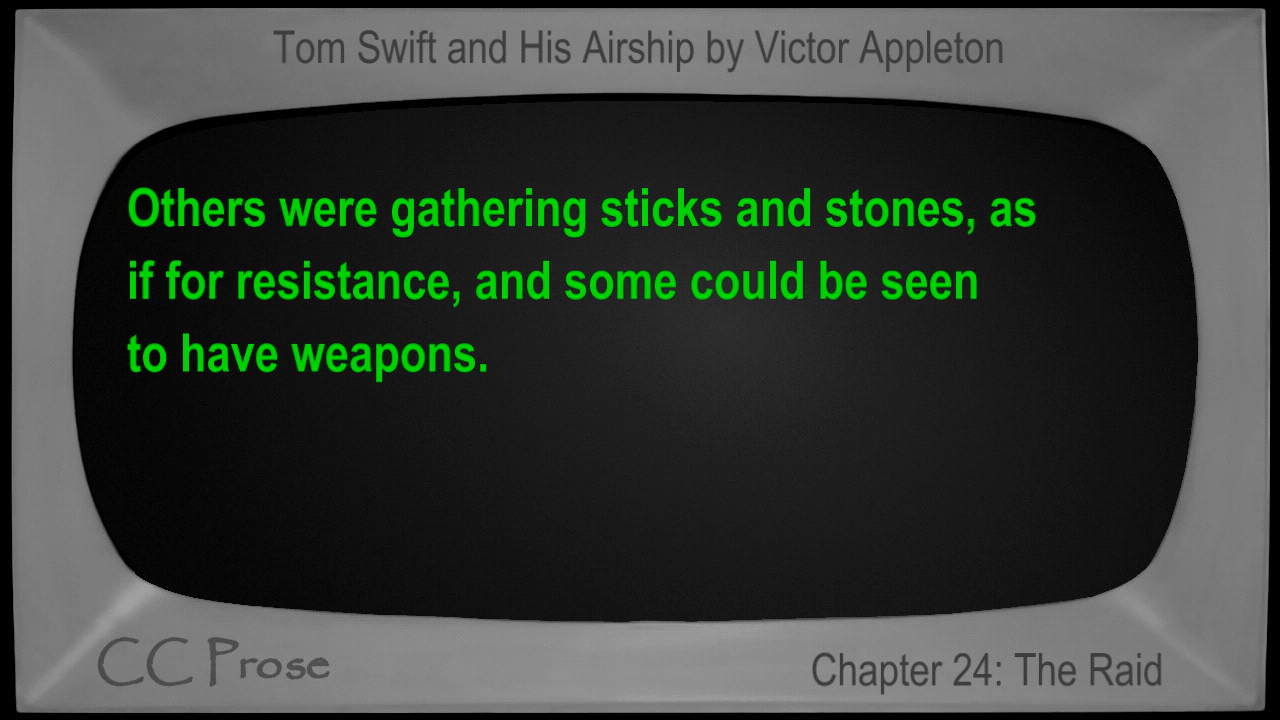 Tom Swift and His Airship by Victor Appleton
Others were gathering sticks and stones, as
if for resistance, and some could be seen
to have weapons.
CC Prose
Chapter 24: The Raid